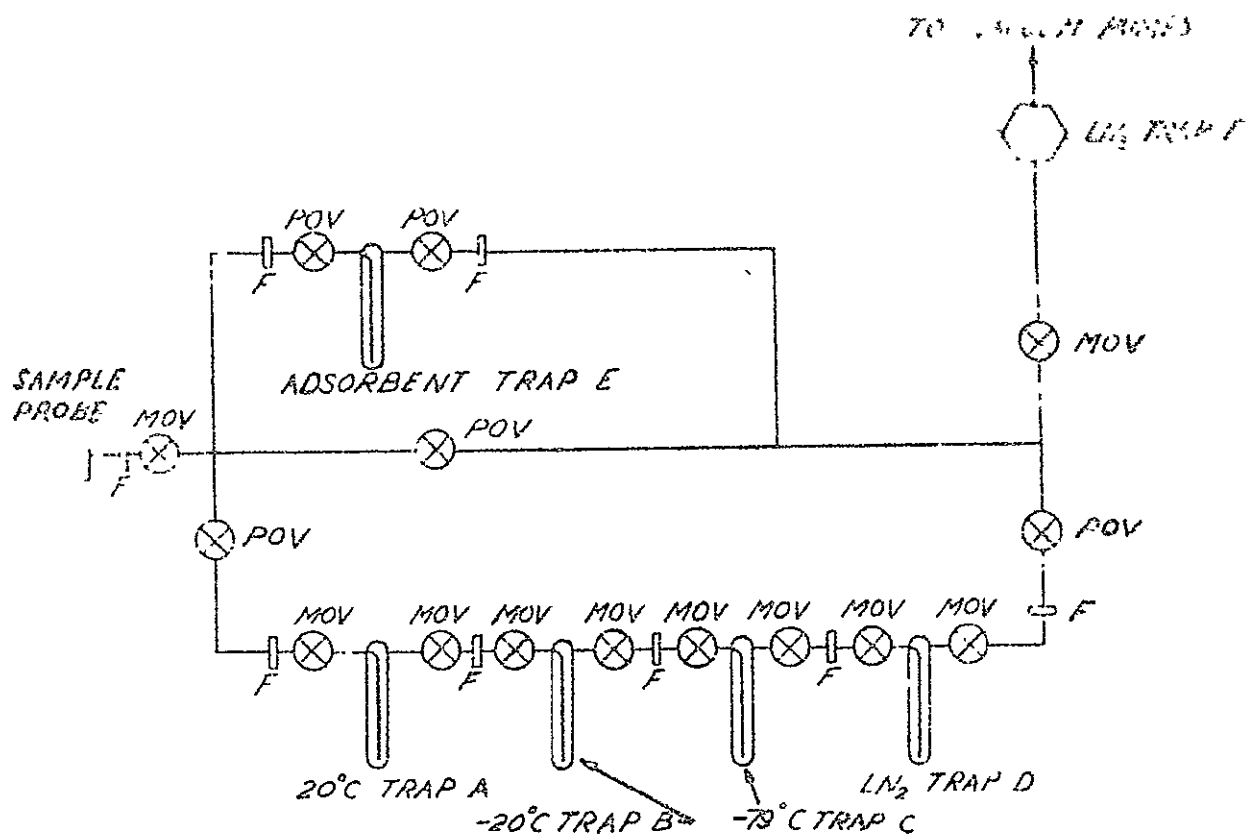 TO
LN₂ TRAP F
POV POV
F F
MOV
ADSORBENT TRAP E
SAMPLE
PROBE MOV
POV
F
POV
POV
MOV MOV MOV MOV MOV MOV MOV MOV
F
F F F F
20°C TRAP A
LN₂ TRAP D
-20°C TRAP B
-79°C TRAP C